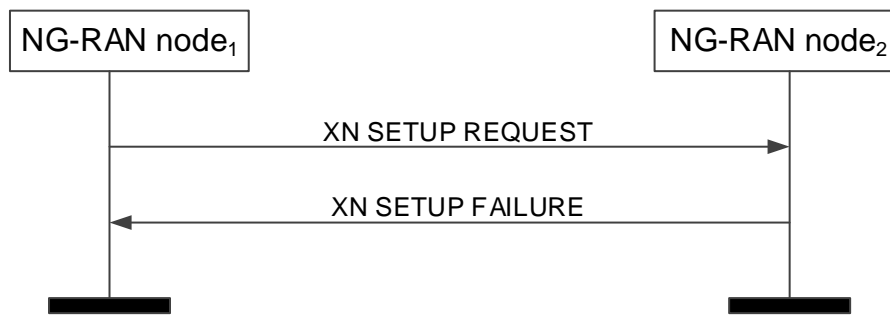 NG-RAN node₁
NG-RAN node₂
XN SETUP REQUEST
XN SETUP FAILURE